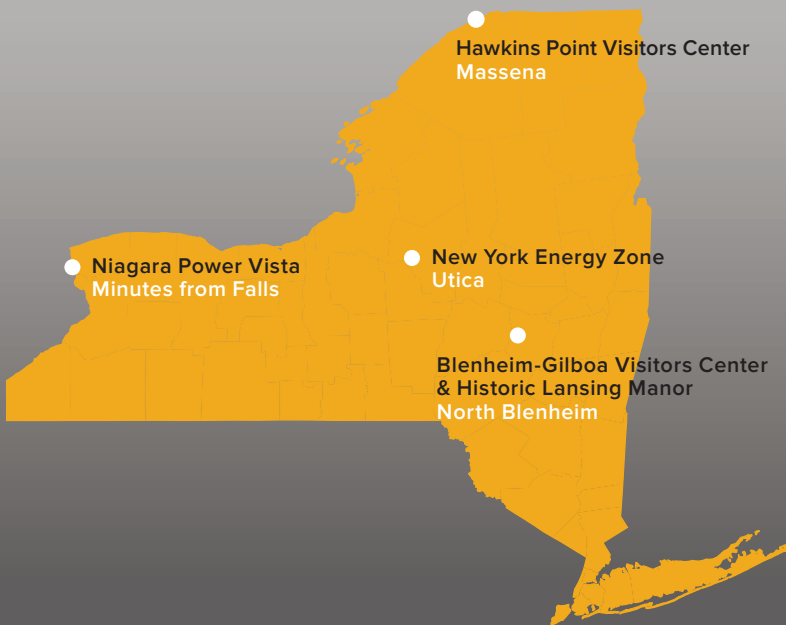 Hawkins Point Visitors Center
Massena
Niagara Power Vista
Minutes from Falls
New York Energy Zone
Utica
Blenheim-Gilboa Visitors Center
& Historic Lansing Manor
North Blenheim